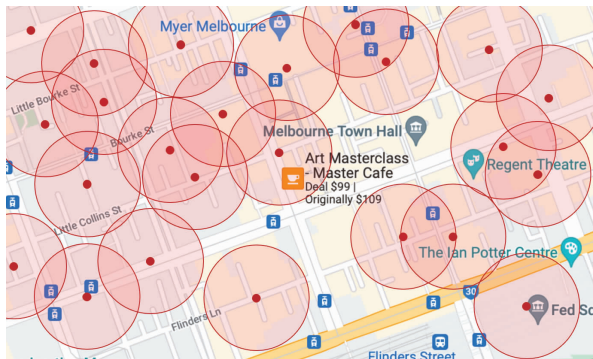 Myer Melbourne
Little Bourke St
Bourke St
Melbourne Town Hall
Art Masterclass
- Master Cafe
Deal $99 |
Originally $109
Regent Theatre
Little Collins St
The Ian Potter Centre
30
Fed Sq
Flinders Ln
Flinders Street